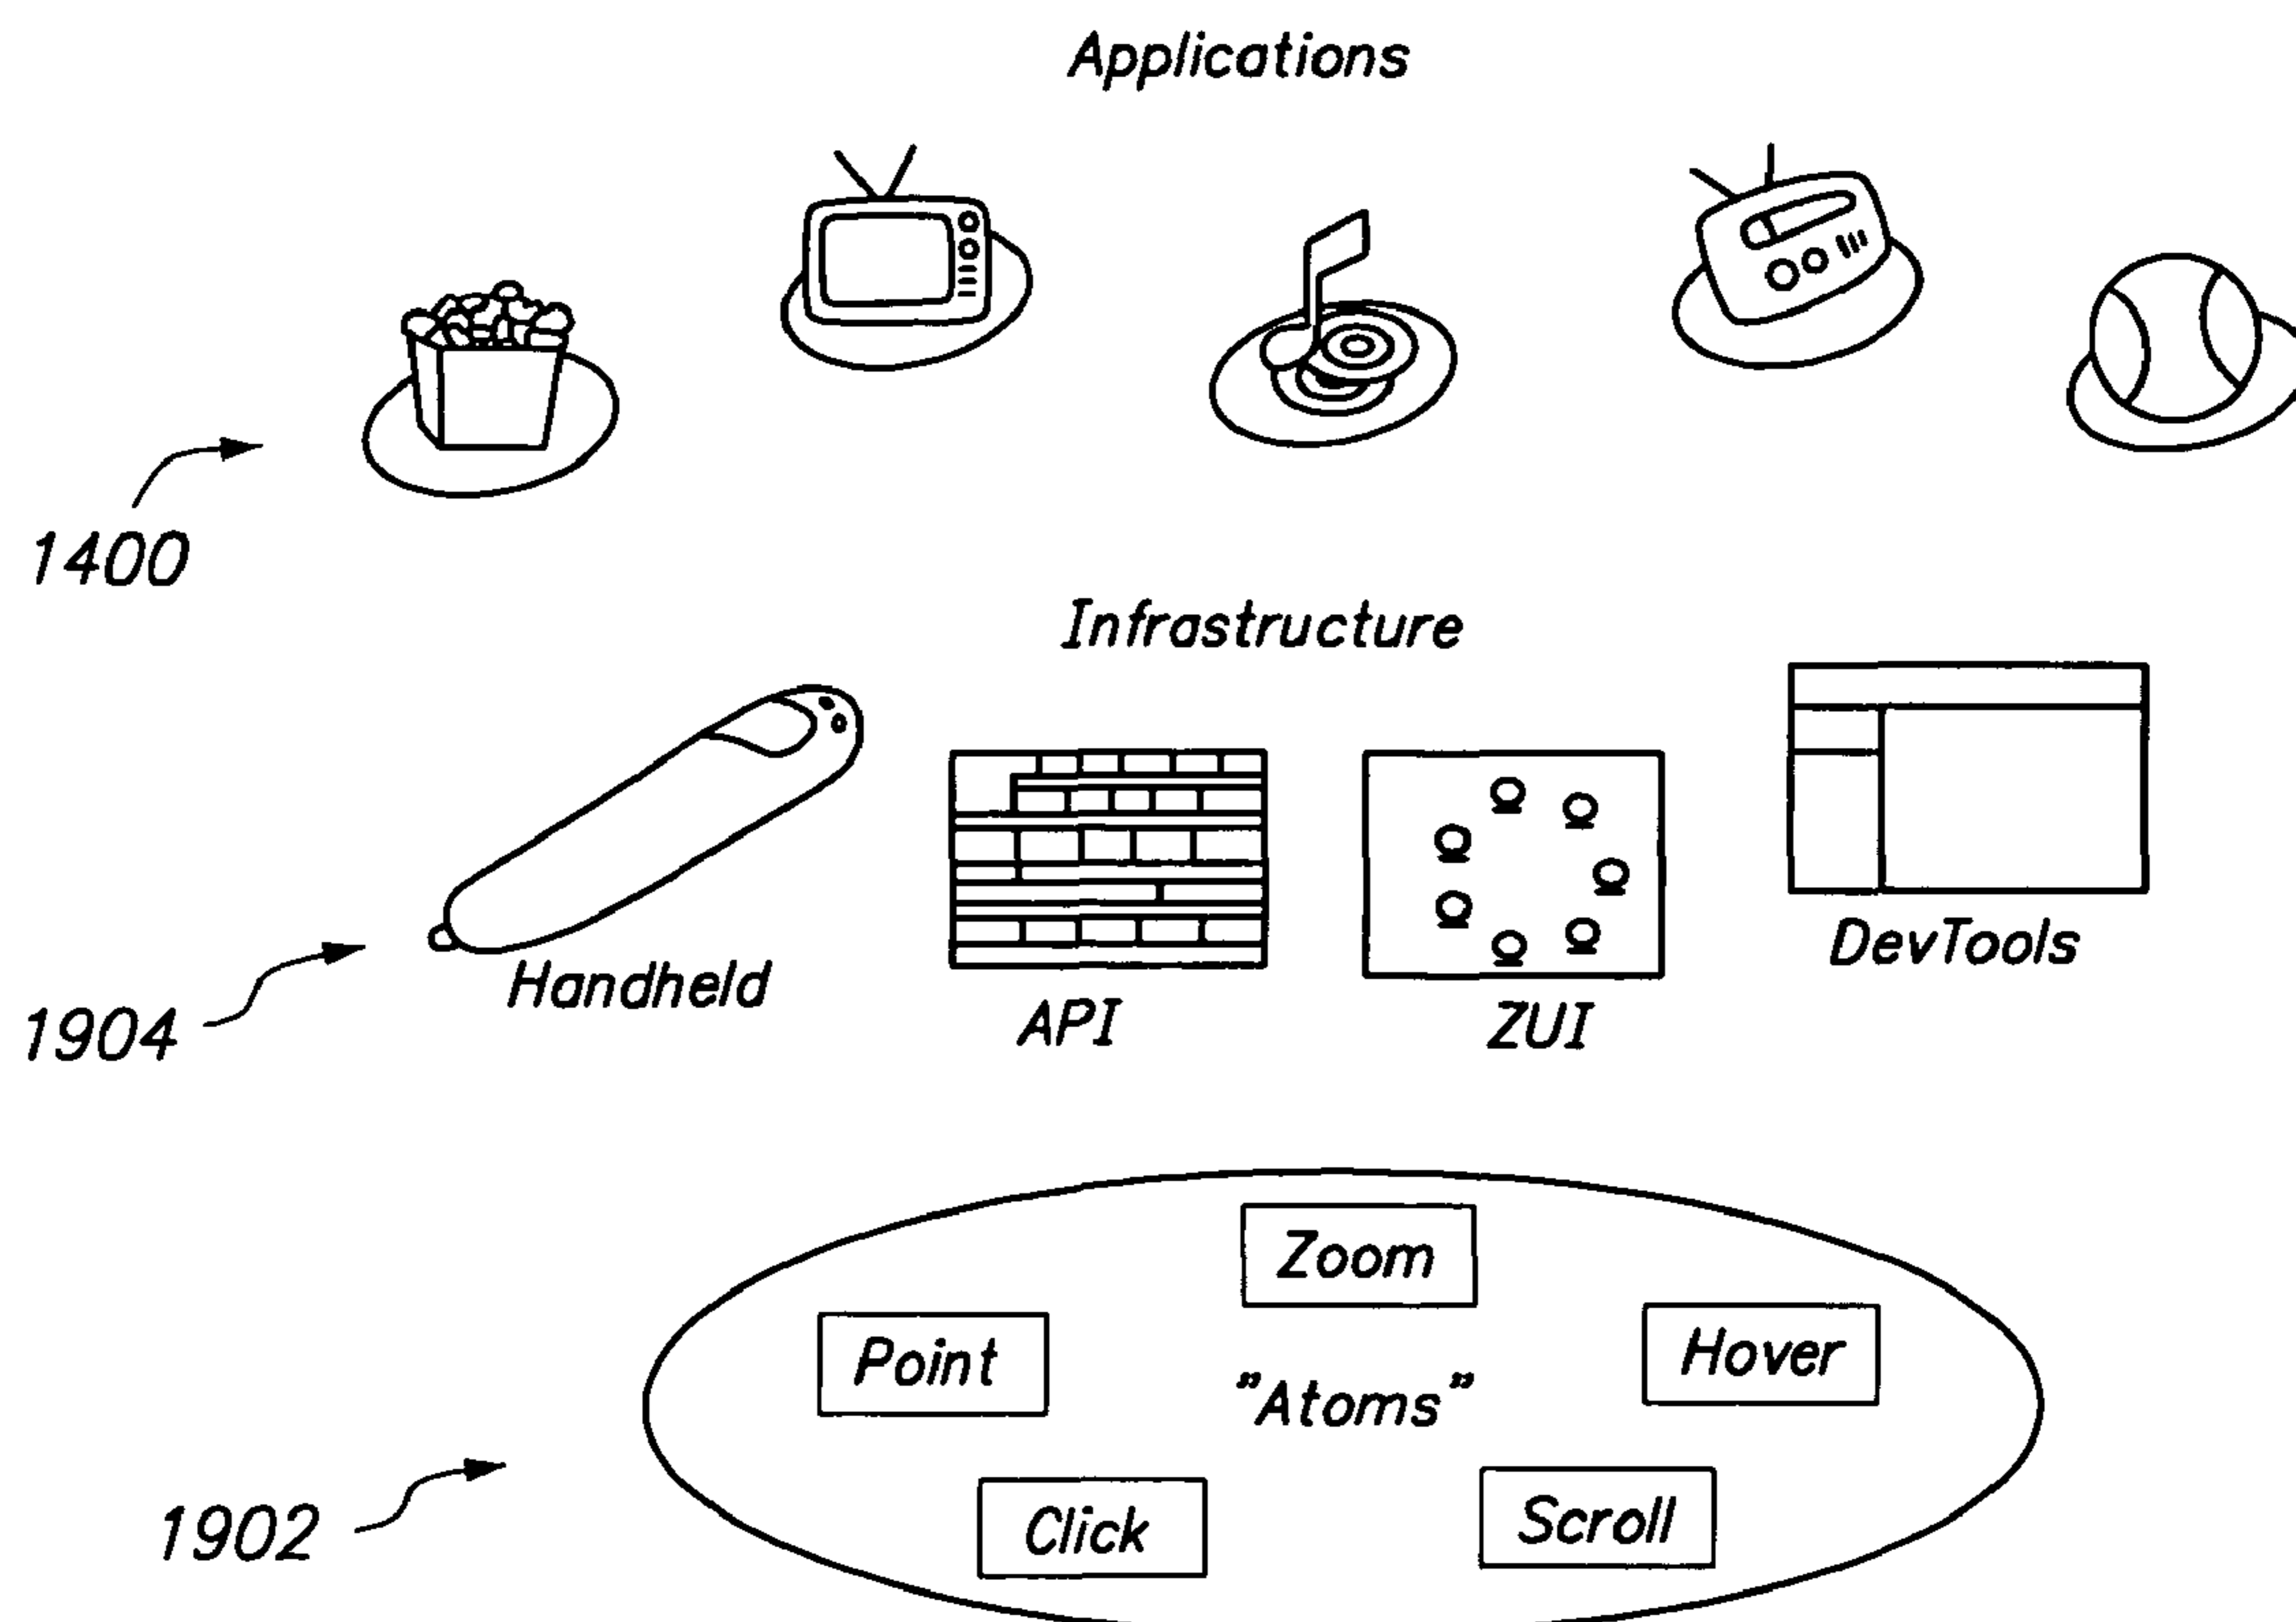 Applications
1400
Infrastructure
Handheld
API
ZUI
DevTools
1904
Zoom
Point
Hover
"Atoms"
Click
Scroll
1902